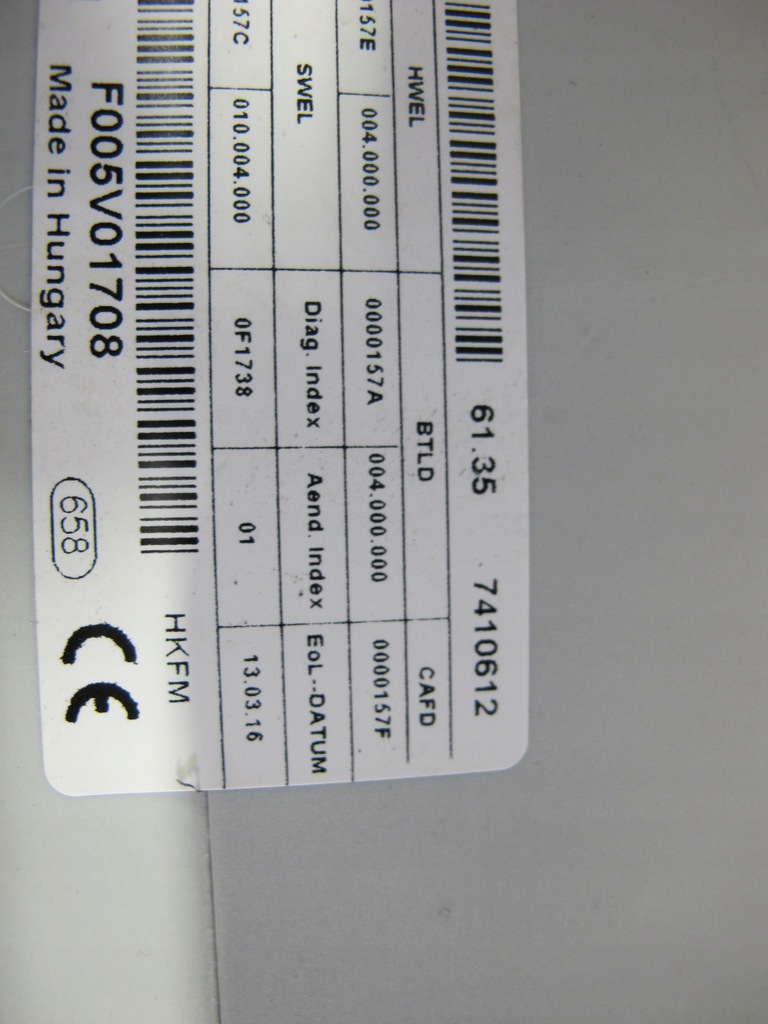 61.35 7410612
HWEL BTLD CAFD
157E 004.000.000 0000157A 004.000.000 0000157F
SWEL Diag. Index Aend. Index EoL--DATUM
157C 010.004.000 0F1738 01 13.03.16
HKFM
F005V01708
Made in Hungary 658 CE